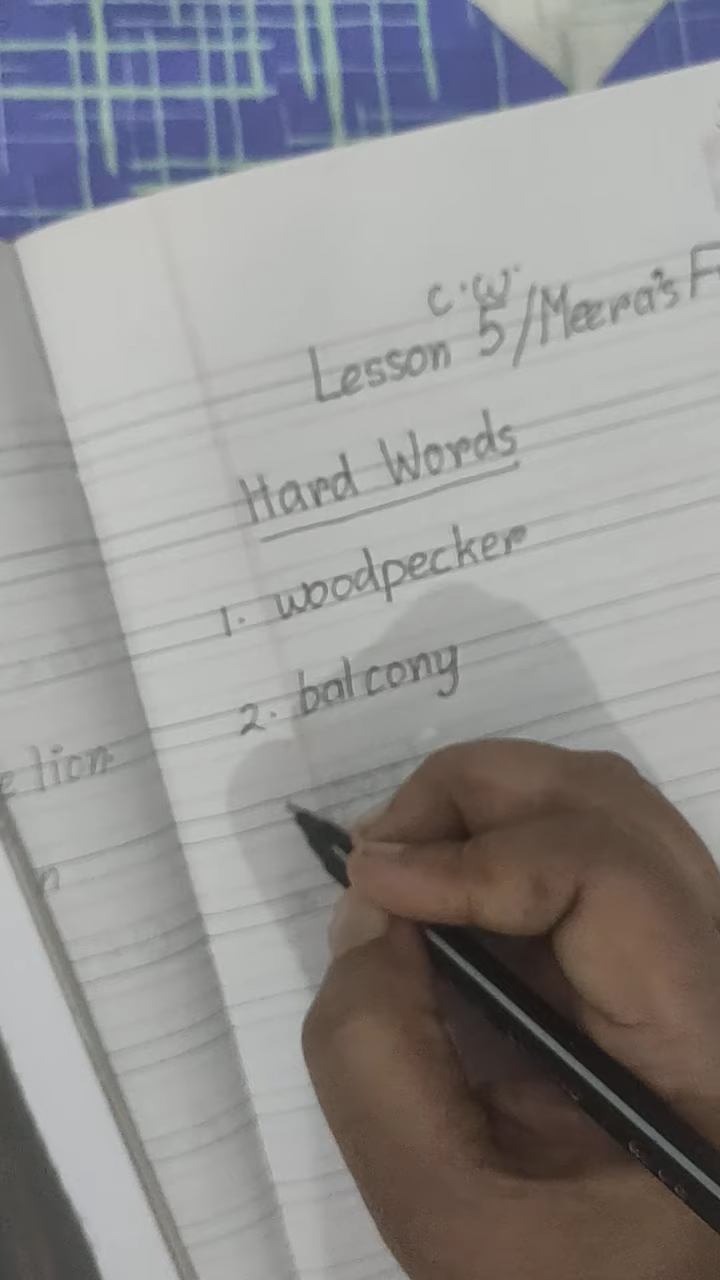 C.W.
Lesson 5/Meera's F
Hard Words
1. woodpecker
2. balcony